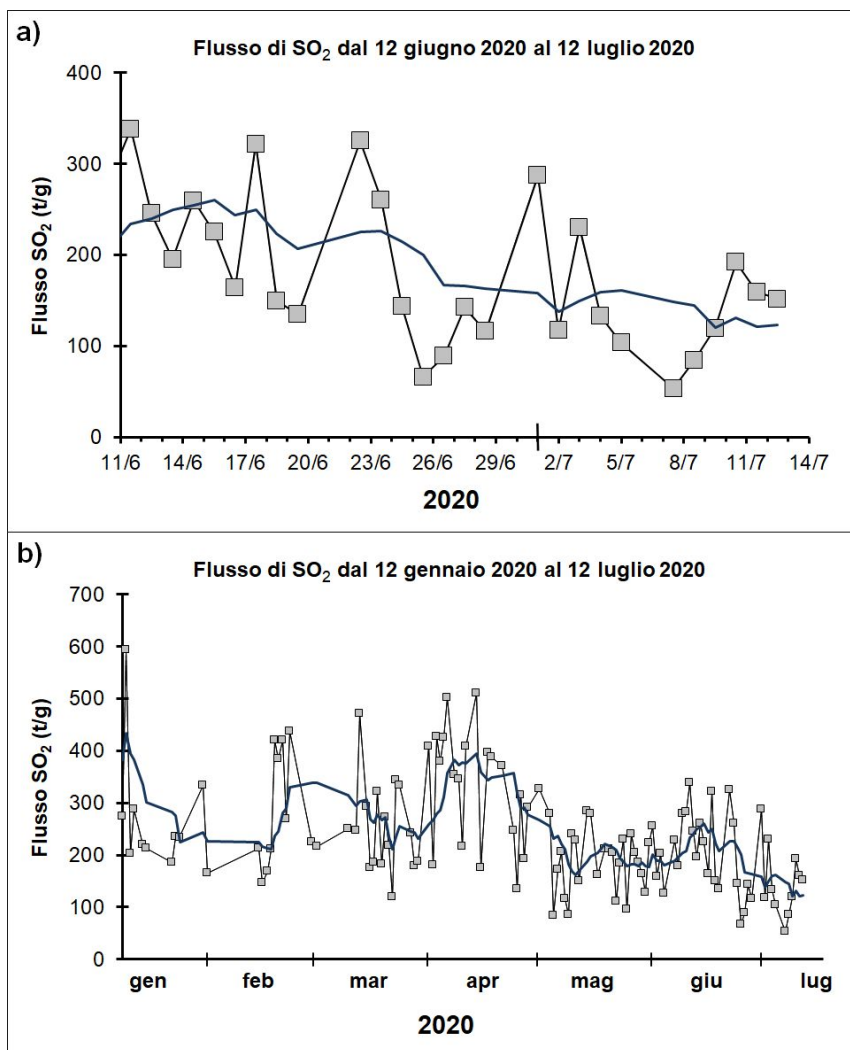 a)
Flusso di SO₂ dal 12 giugno 2020 al 12 luglio 2020
400
300
200
100
0
Flusso SO₂ (t/g)
11/6 14/6 17/6 20/6 23/6 26/6 29/6 2/7 5/7 8/7 11/7 14/7
2020
b)
Flusso di SO₂ dal 12 gennaio 2020 al 12 luglio 2020
700
600
500
400
300
200
100
0
Flusso SO₂ (t/g)
gen feb mar apr mag giu lug
2020